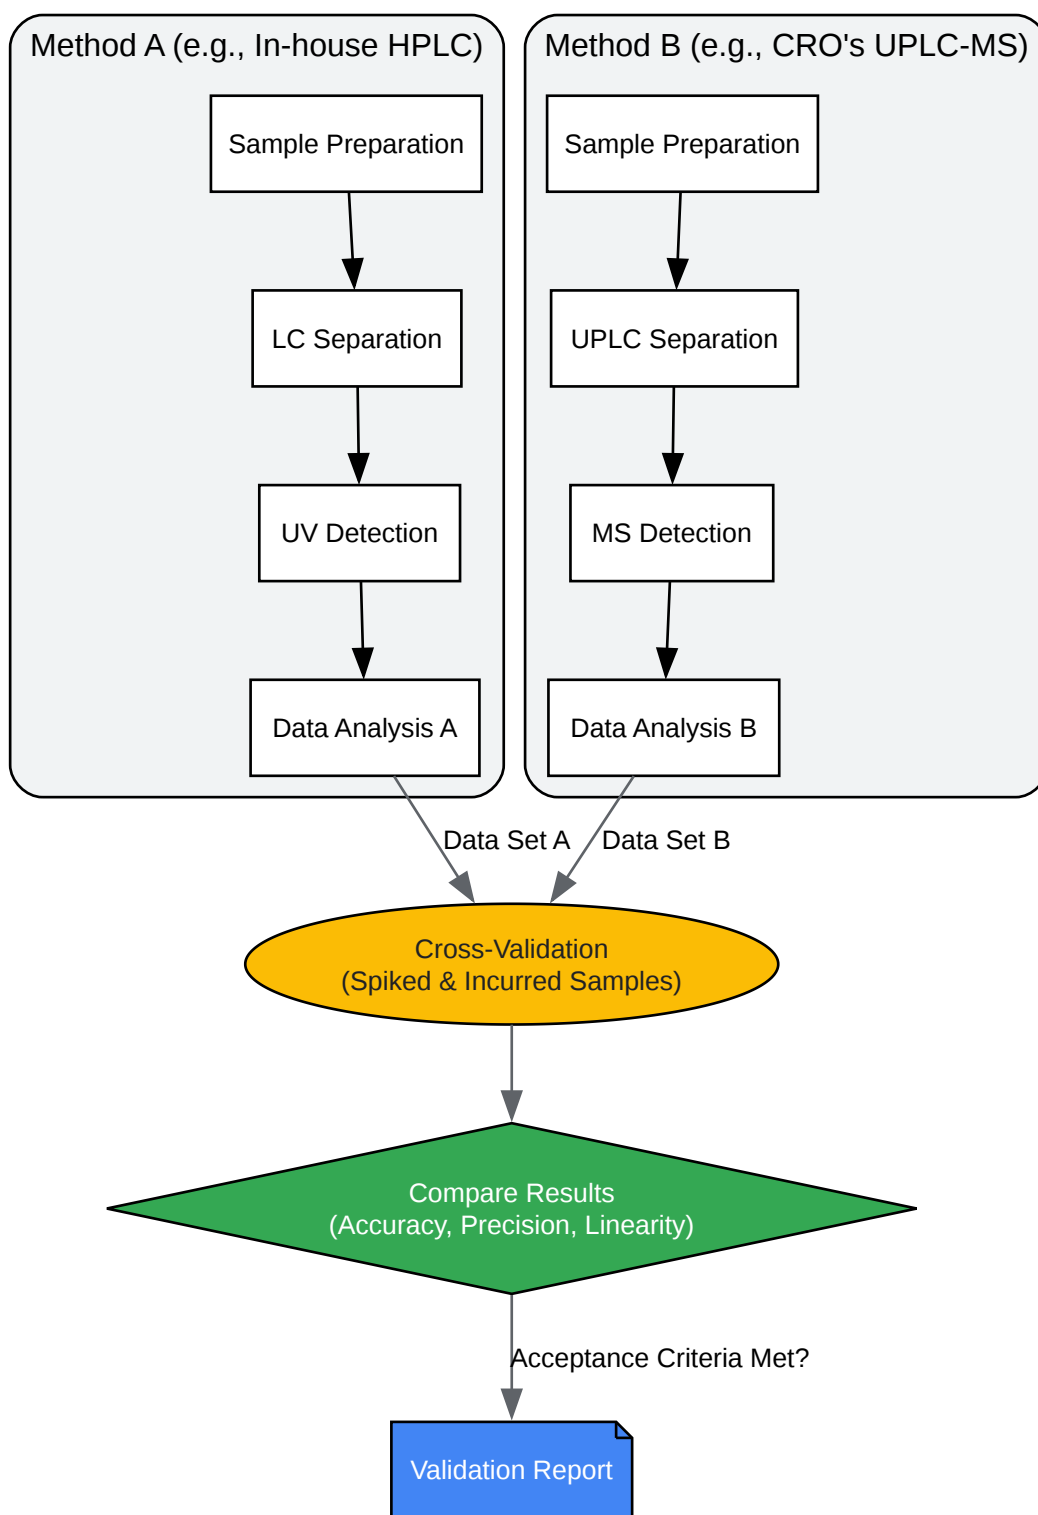 Method A (e.g., In-house HPLC)
Sample Preparation
LC Separation
UV Detection
Data Analysis A
Method B (e.g., CRO's UPLC-MS)
Sample Preparation
UPLC Separation
MS Detection
Data Analysis B
Data Set A
Data Set B
Cross-Validation
(Spiked & Incurred Samples)
Compare Results
(Accuracy, Precision, Linearity)
Acceptance Criteria Met?
Validation Report